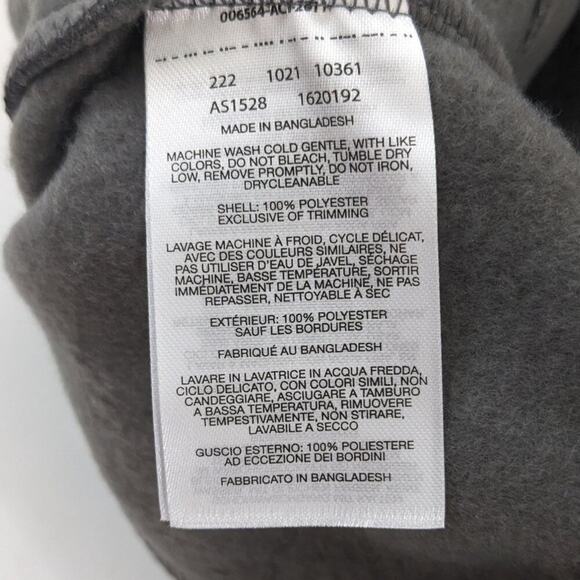 222 1021 10361
AS1528 1620192
MADE IN BANGLADESH
MACHINE WASH COLD GENTLE, WITH LIKE
COLORS, DO NOT BLEACH, TUMBLE DRY
LOW, REMOVE PROMPTLY, DO NOT IRON,
DRYCLEANABLE
SHELL: 100% POLYESTER
EXCLUSIVE OF TRIMMING
LAVAGE MACHINE À FROID, CYCLE DÉLICAT,
AVEC DES COULEURS SIMILAIRES, NE
PAS UTILISER D'EAU DE JAVEL, SÉCHAGE
MACHINE, BASSE TEMPÉRATURE, SORTIR
IMMÉDIATEMENT DE LA MACHINE, NE PAS
REPASSER, NETTOYABLE À SEC
EXTÉRIEUR: 100% POLYESTER
SAUF LES BORDURES
FABRIQUÉ AU BANGLADESH
LAVARE IN LAVATRICE IN ACQUA FREDDA,
CICLO DELICATO, CON COLORI SIMILI, NON
CANDEGGIARE, ASCIUGARE A TAMBURO
A BASSA TEMPERATURA, RIMUOVERE
TEMPESTIVAMENTE, NON STIRARE,
LAVABILE A SECCO
GUSCIO ESTERNO: 100% POLIESTERE
AD ECCEZIONE DEI BORDINI
FABBRICATO IN BANGLADESH